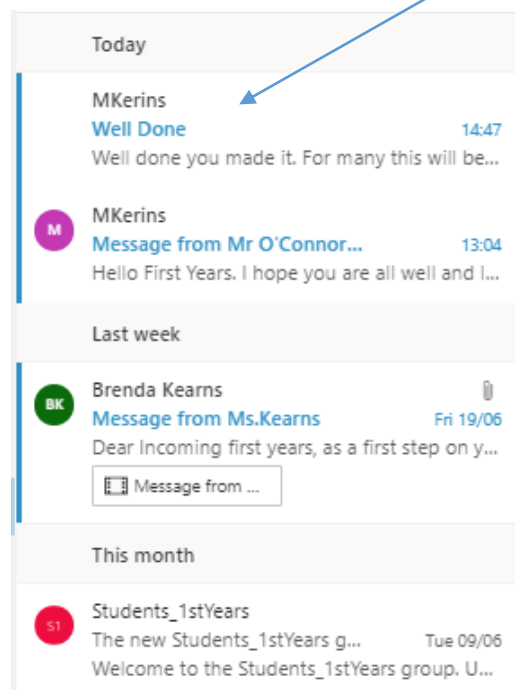 Today
MKerins
Well Done 14:47
Well done you made it. For many this will be...
M
MKerins
Message from Mr O'Connor... 13:04
Hello First Years. I hope you are all well and I...
Last week
BK
Brenda Kearns
Message from Ms.Kearns Fri 19/06
Dear Incoming first years, as a first step on y...
Message from ...
This month
S1
Students_1stYears
The new Students_1stYears g... Tue 09/06
Welcome to the Students_1stYears group. U...